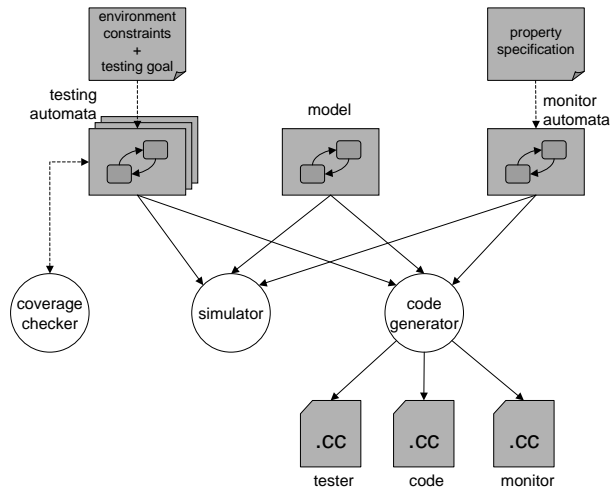 environment
constraints
+
testing goal
property
specification
testing
automata
model
monitor
automata
coverage
checker
simulator
code
generator
.cc
.cc
.cc
tester
code
monitor